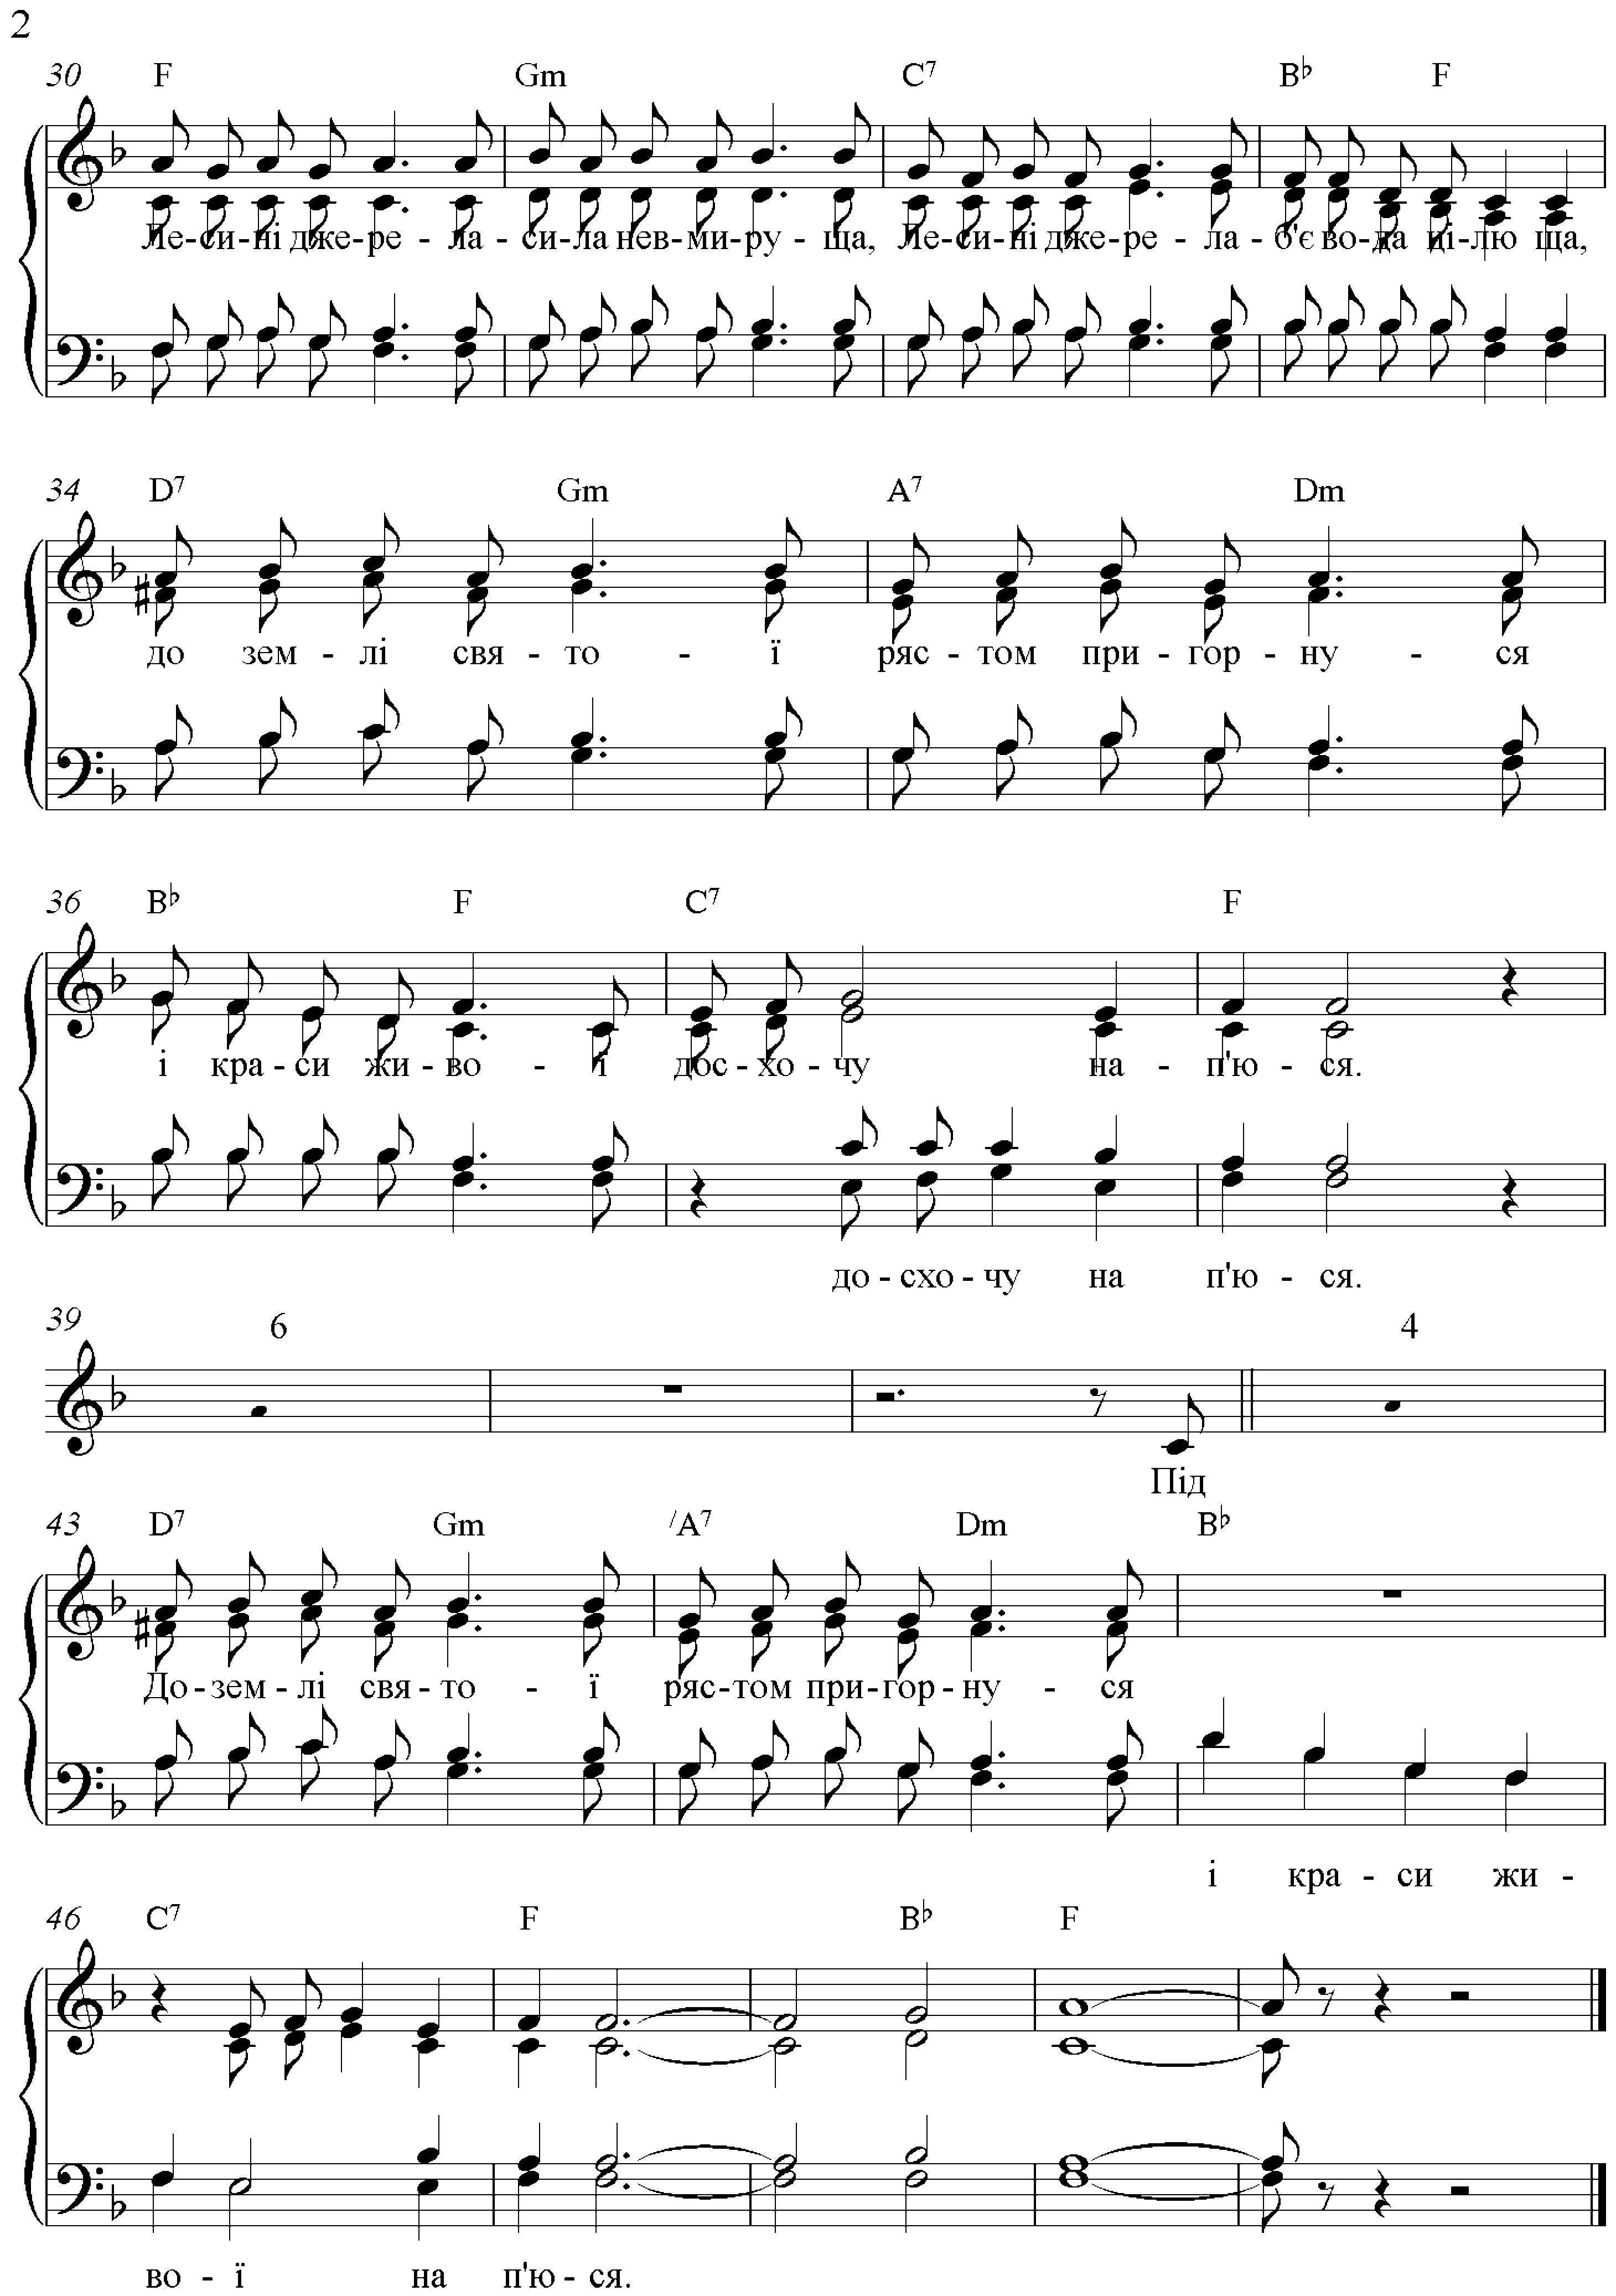 2
30 F Gm C7 B♭ F
Ле-си-ні дже-ре - ла - си-ла нев-ми-ру - ща, Ле-си-ні дже-ре - ла - б'є во-да ці-лю ща,
34 D7 Gm A7 Dm
до зем - лі свя - то - ї ряс - том при - гор - ну - ся
36 B♭ F C7 F
і кра - си жи - во - ї дос - хо - чу на - п'ю - ся.
до - схо - чу на п'ю - ся.
39 6 4
Під
43 D7 Gm /A7 Dm B♭
До - зем - лі свя - то - ї ряс - том при - гор - ну - ся
і кра - си жи -
46 C7 F B♭ F
во - ї на п'ю - ся.